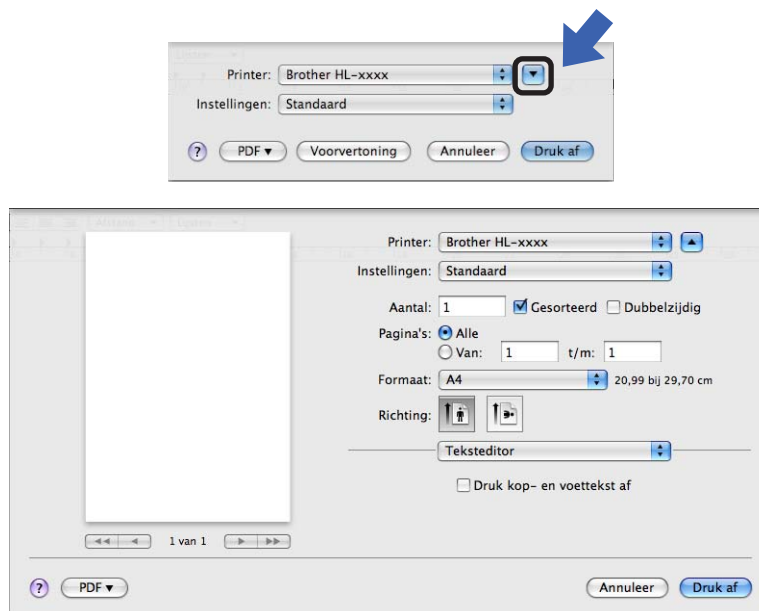 Printer: Brother HL-xxxx
Instellingen: Standaard
? PDF Voorvertoning Annuleer Druk af
Printer: Brother HL-xxxx
Instellingen: Standaard
Aantal: 1 Gesorteerd Dubbelzijdig
Pagina's: Alle
Van: 1 t/m: 1
Formaat: A4 20,99 bij 29,70 cm
Richting:
Teksteditor
Druk kop- en voettekst af
1 van 1
? PDF Annuleer Druk af